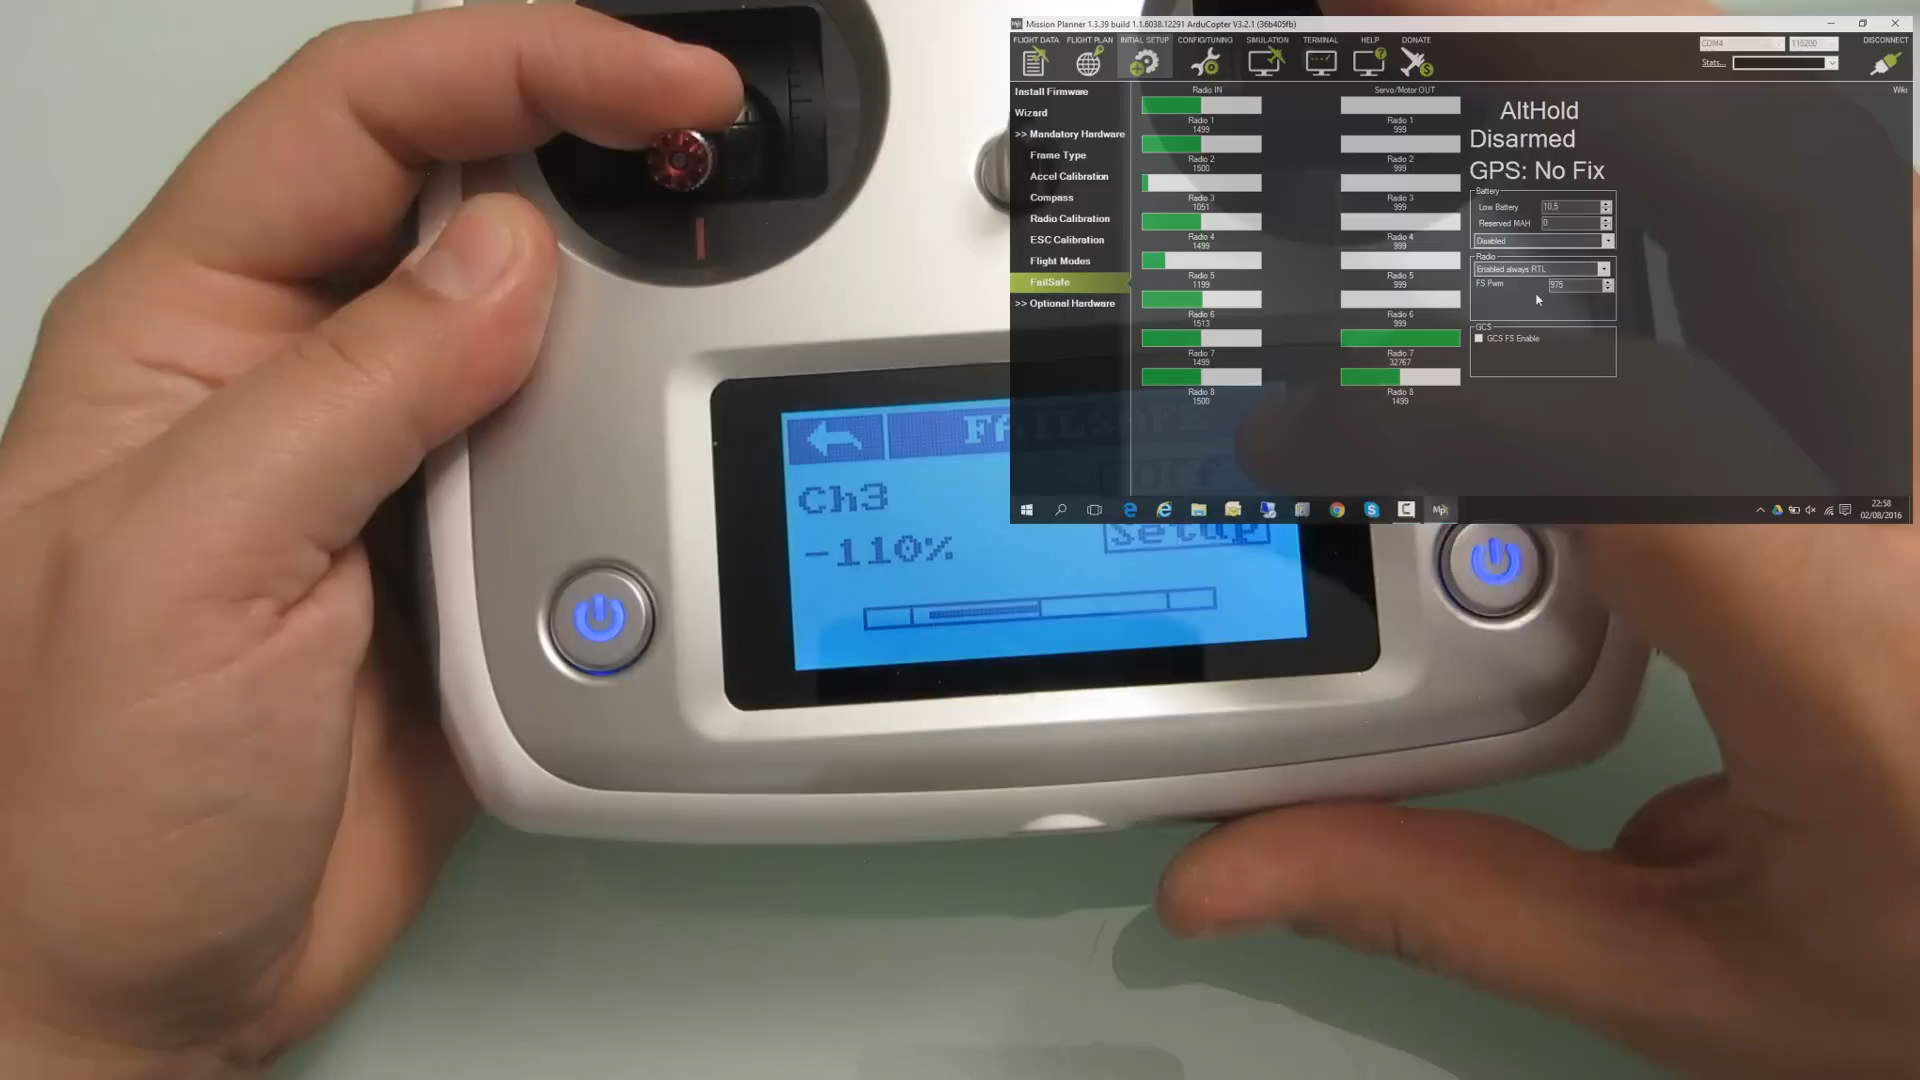 Mission Planner 1.3.39 build 1.1.6038.12291 ArduCopter V3.2.1 (36b405fb)
FLIGHT DATA FLIGHT PLAN INITIAL SETUP CONFIG/TUNING SIMULATION TERMINAL HELP DONATE
COM4 115200 DISCONNECT
Stats...
Install Firmware
Wizard
>> Mandatory Hardware
Frame Type
Accel Calibration
Compass
Radio Calibration
ESC Calibration
Flight Modes
FailSafe
>> Optional Hardware
Radio IN
Radio 1
1499
Radio 2
1500
Radio 3
1051
Radio 4
1499
Radio 5
1199
Radio 6
1513
Radio 7
1499
Radio 8
1500
Servo/Motor OUT
Radio 1
999
Radio 2
999
Radio 3
999
Radio 4
999
Radio 5
999
Radio 6
999
Radio 7
32767
Radio 8
1499
Wiki
AltHold
Disarmed
GPS: No Fix
Battery
Low Battery 10.5
Reserved MAH 0
Disabled
Radio
Enabled always RTL
FS Pwm 975
GCS
GCS FS Enable
22:58
02/08/2016
FAILSAFE
Ch3
-110%
Setup